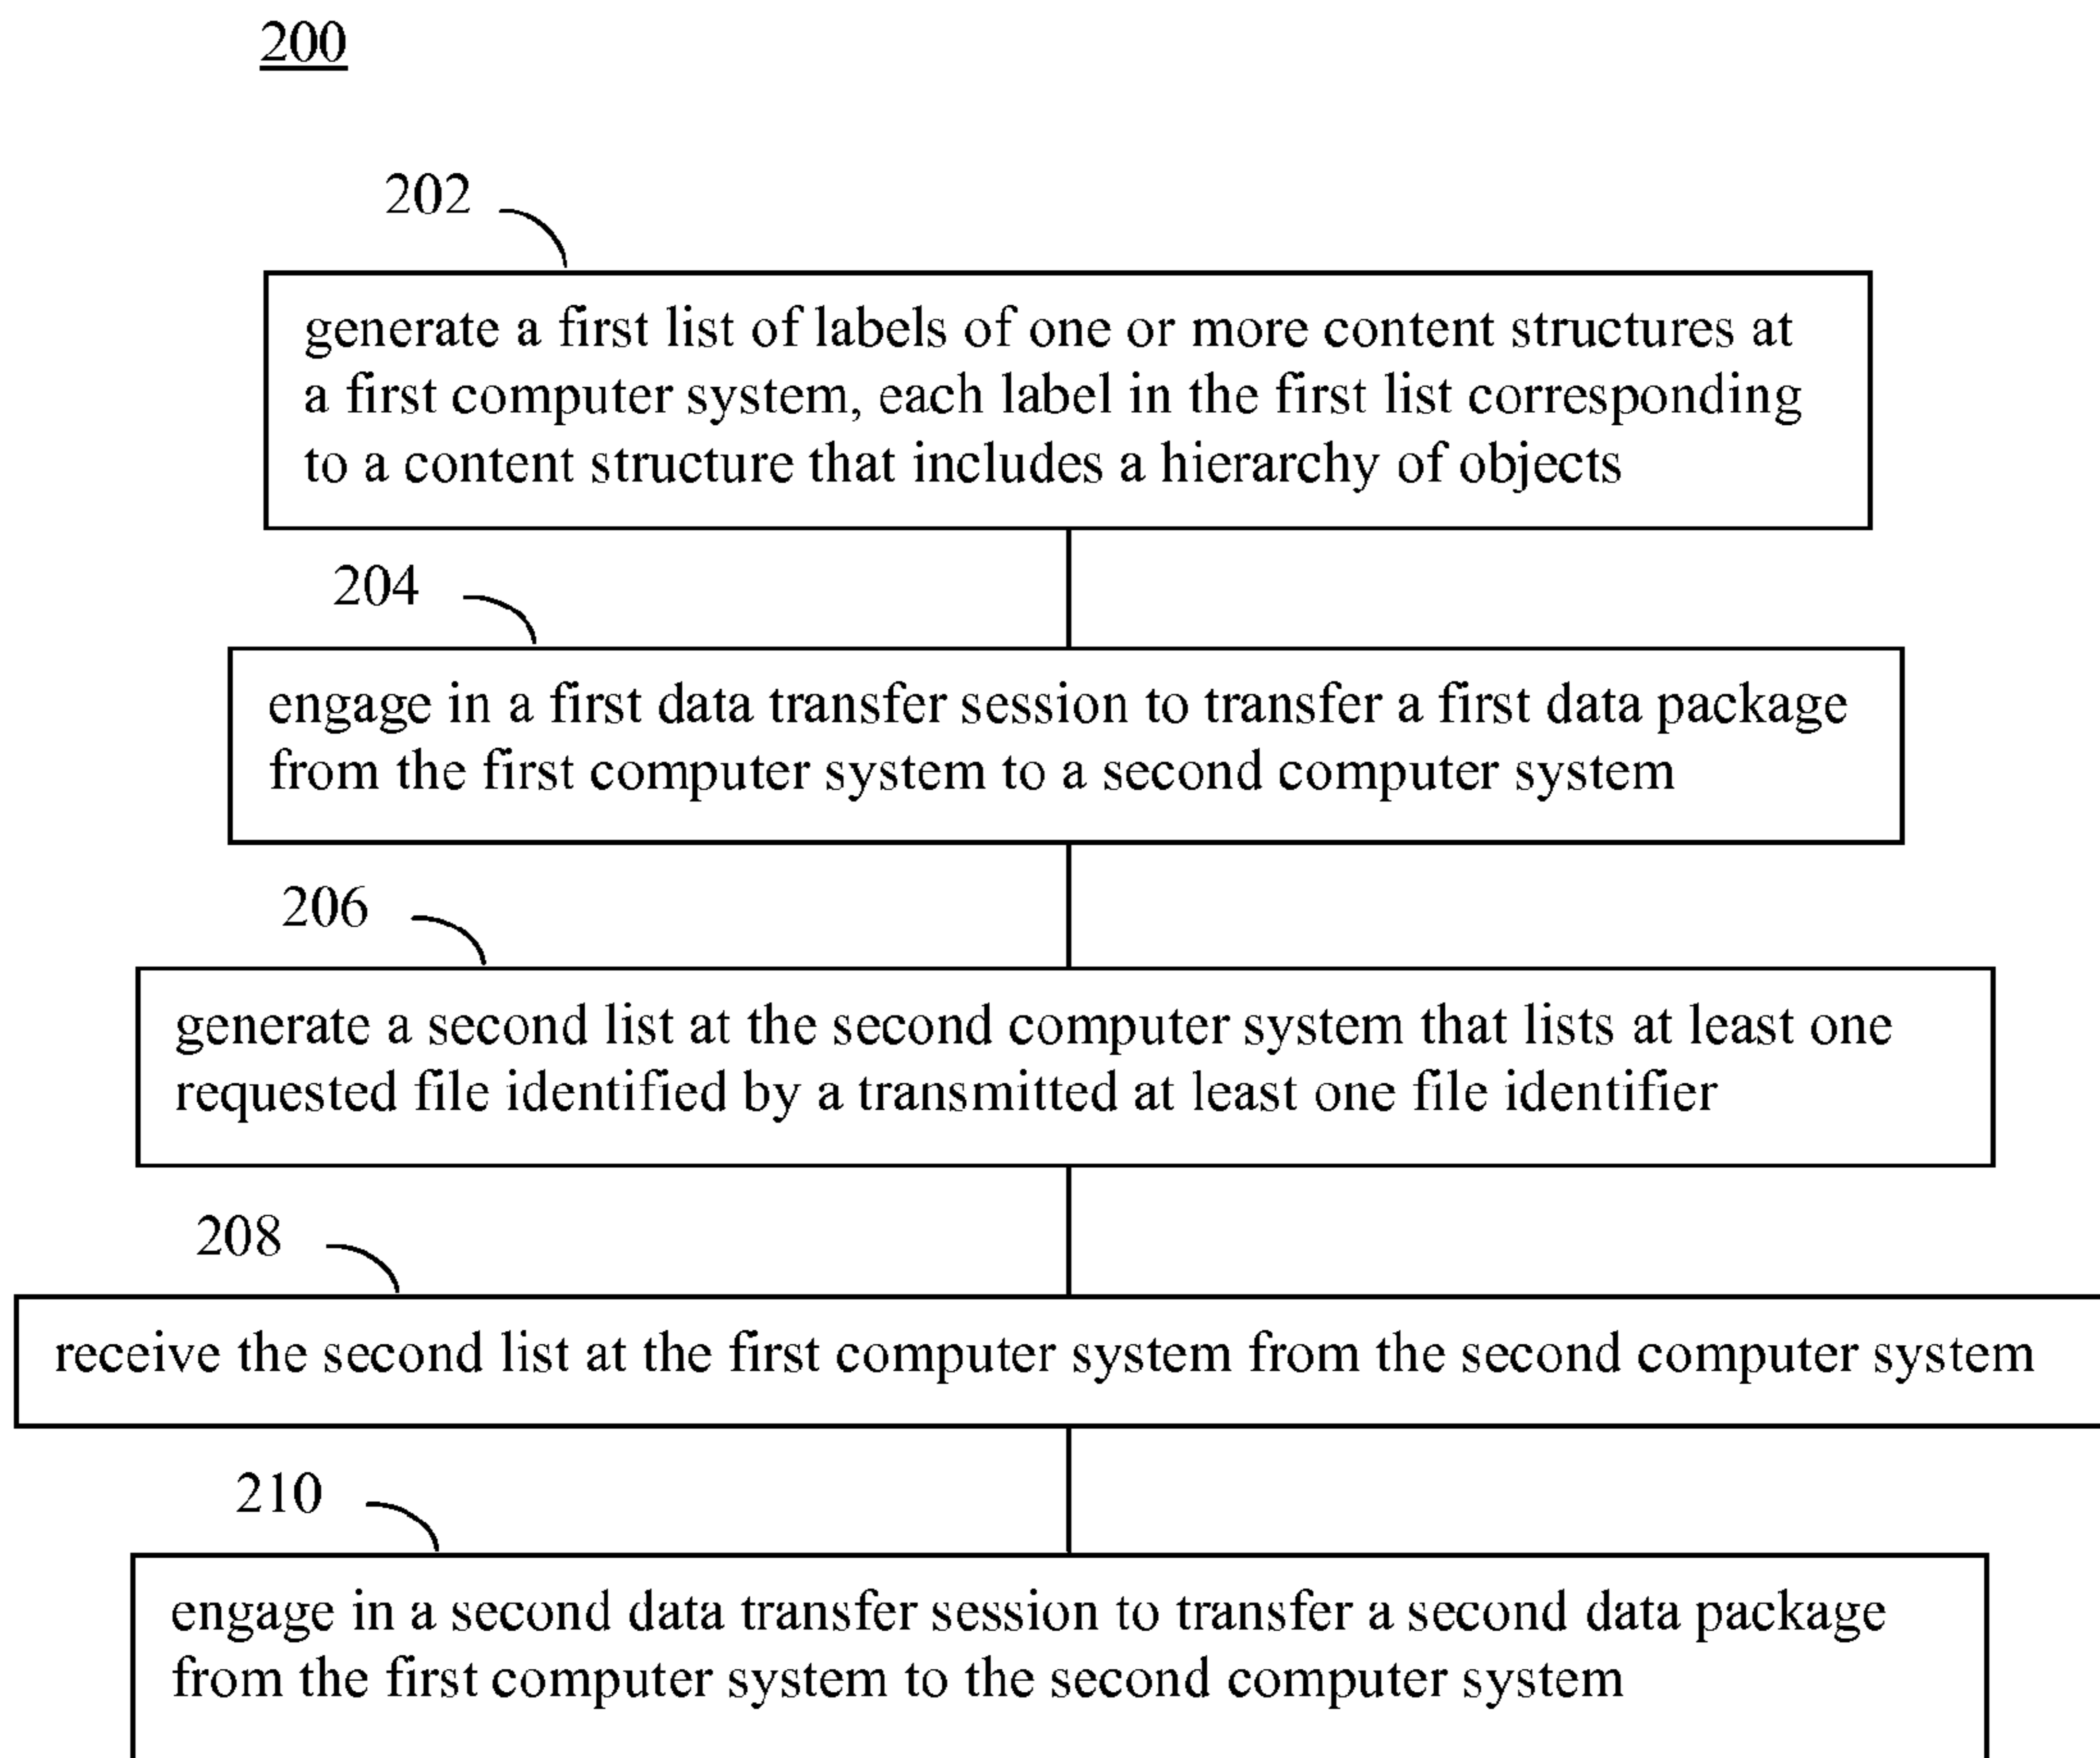 200
202
generate a first list of labels of one or more content structures at
a first computer system, each label in the first list corresponding
to a content structure that includes a hierarchy of objects
204
engage in a first data transfer session to transfer a first data package
from the first computer system to a second computer system
206
generate a second list at the second computer system that lists at least one
requested file identified by a transmitted at least one file identifier
208
receive the second list at the first computer system from the second computer system
210
engage in a second data transfer session to transfer a second data package
from the first computer system to the second computer system